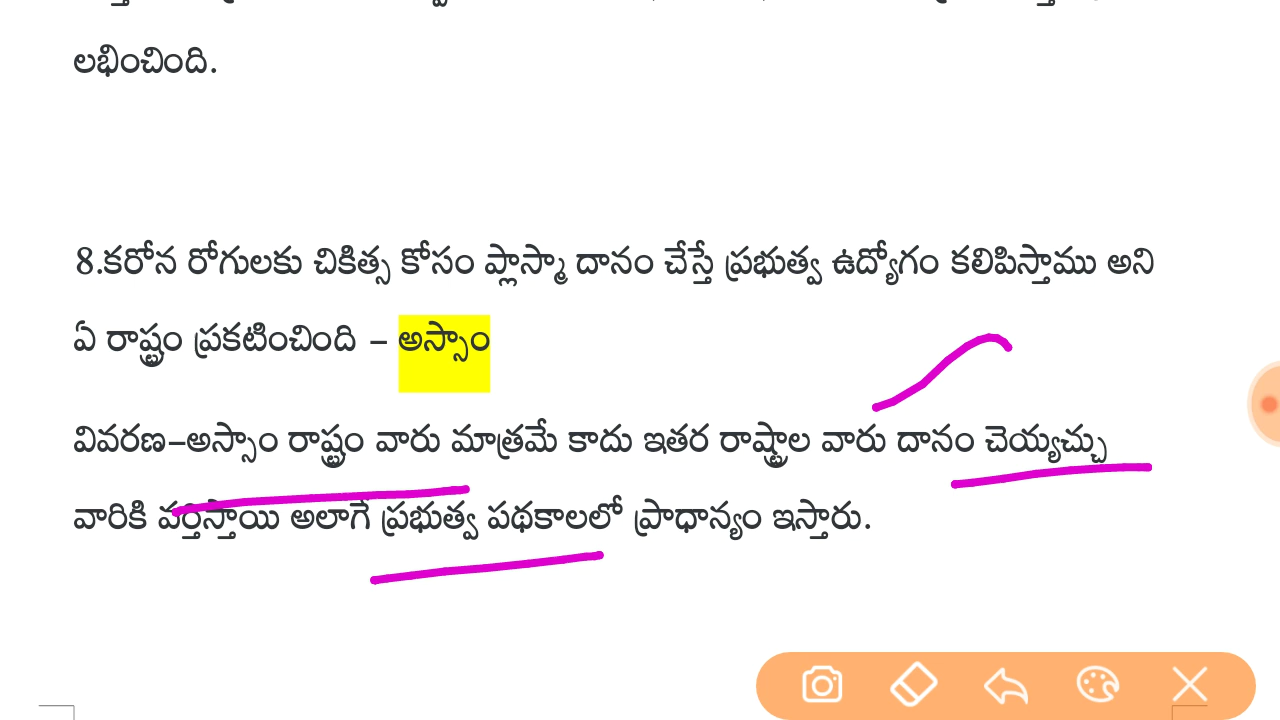 లభించింది.
8.కరోన రోగులకు చికిత్స కోసం ప్లాస్మా దానం చేస్తే ప్రభుత్వ ఉద్యోగం కలిపిస్తాము అని
ఏ రాష్ట్రం ప్రకటించింది – అస్సాం
వివరణ–అస్సాం రాష్ట్రం వారు మాత్రమే కాదు ఇతర రాష్ట్రాల వారు దానం చెయ్యచ్చు
వారికి వర్తిస్తాయి అలాగే ప్రభుత్వ పథకాలలో ప్రాధాన్యం ఇస్తారు.